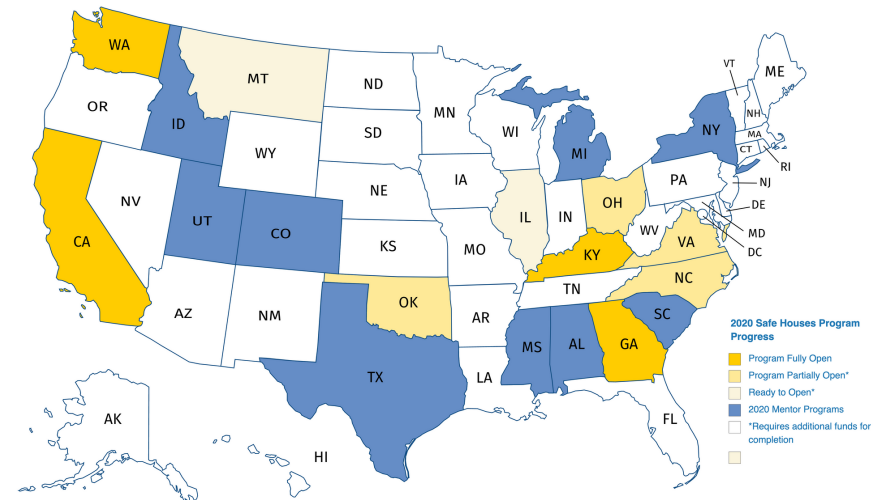 WA
MT
ND
MN
VT
ME
OR
ID
SD
WI
NH
NY
MA
WY
MI
CT
RI
IA
PA
NJ
NE
NV
OH
DE
UT
IL
IN
CO
WV
MD
CA
KS
MO
VA
DC
KY
NC
AZ
OK
TN
NM
AR
SC
2020 Safe Houses Program
Progress
MS
AL
GA
Program Fully Open
TX
LA
Program Partially Open*
Ready to Open*
2020 Mentor Programs
AK
FL
*Requires additional funds for
completion
HI